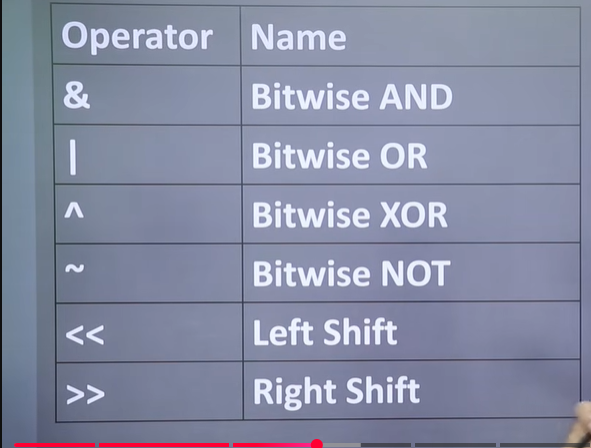 Operator Name
& Bitwise AND
| Bitwise OR
^ Bitwise XOR
~ Bitwise NOT
<< Left Shift
>> Right Shift